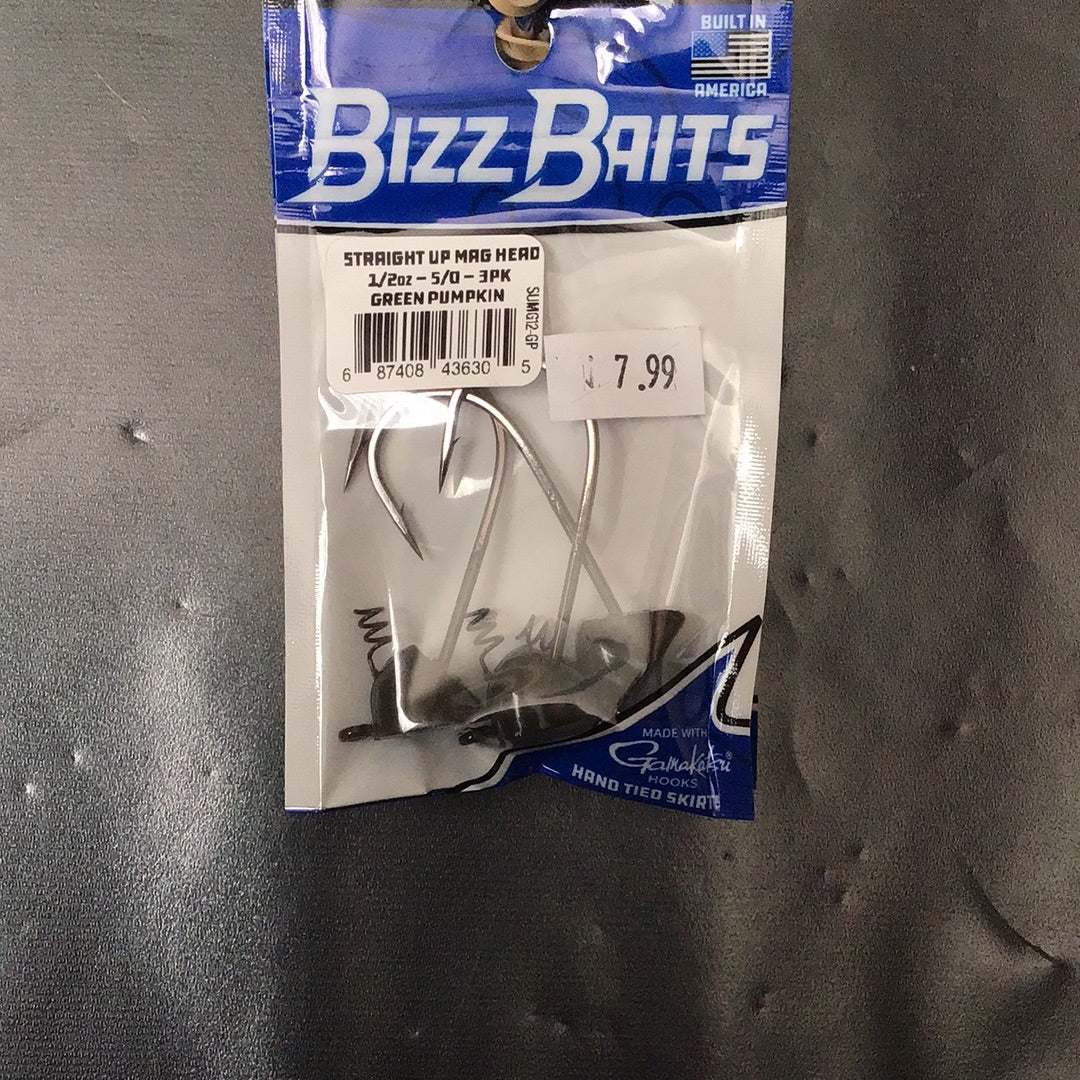 BUILT IN
AMERICA
BIZZ BAITS
STRAIGHT UP MAG HEAD
1/2oz – 5/0 – 3PK
GREEN PUMPKIN
SUMG12-GP
6 87408 43630 5
7.99
MADE WITH
Gamakatsu®
HOOKS
HAND TIED SKIRTS